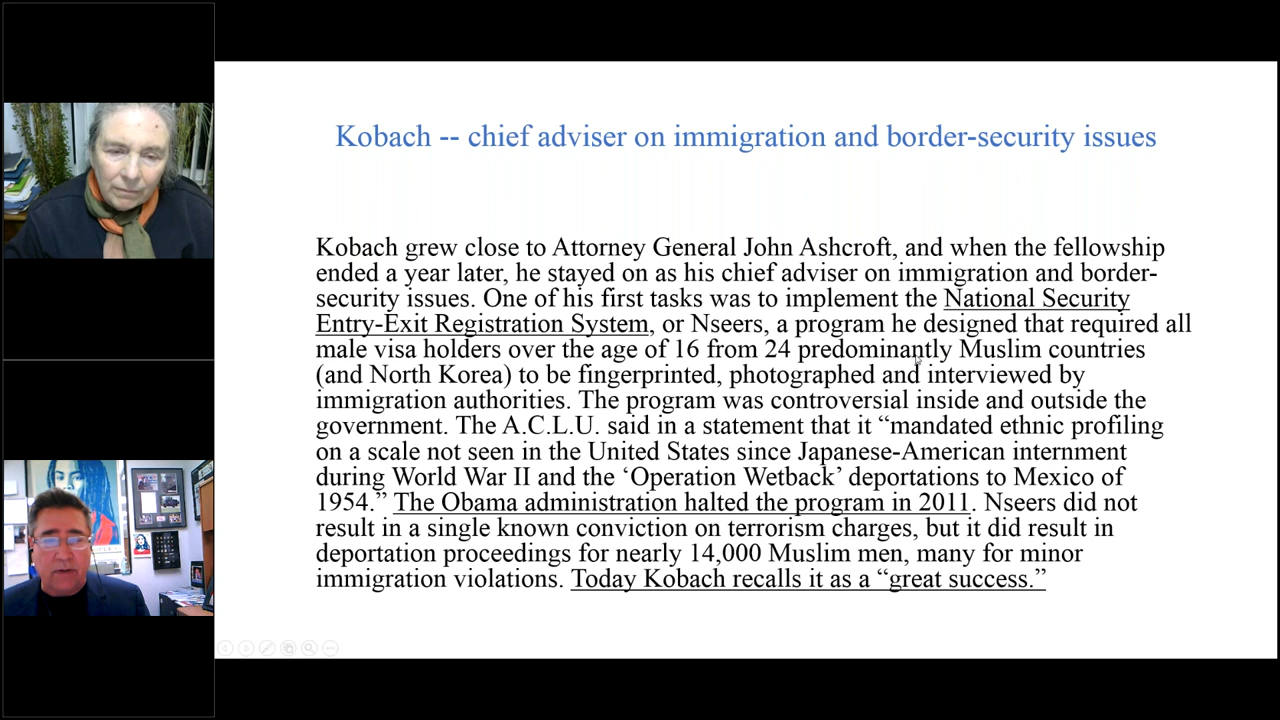 Kobach -- chief adviser on immigration and border-security issues
Kobach grew close to Attorney General John Ashcroft, and when the fellowship
ended a year later, he stayed on as his chief adviser on immigration and border-
security issues. One of his first tasks was to implement the National Security
Entry-Exit Registration System, or Nseers, a program he designed that required all
male visa holders over the age of 16 from 24 predominantly Muslim countries
(and North Korea) to be fingerprinted, photographed and interviewed by
immigration authorities. The program was controversial inside and outside the
government. The A.C.L.U. said in a statement that it “mandated ethnic profiling
on a scale not seen in the United States since Japanese-American internment
during World War II and the ‘Operation Wetback’ deportations to Mexico of
1954.” The Obama administration halted the program in 2011. Nseers did not
result in a single known conviction on terrorism charges, but it did result in
deportation proceedings for nearly 14,000 Muslim men, many for minor
immigration violations. Today Kobach recalls it as a “great success.”